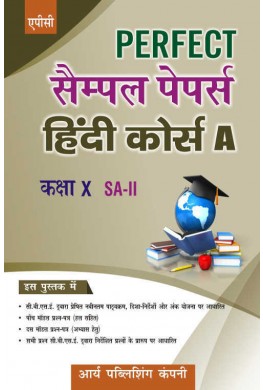 एपीसी
PERFECT
सैम्पल पेपर्स
हिंदी कोर्स A
कक्षा X SA-II
इस पुस्तक में
• सी.बी.एस.ई. द्वारा प्रेषित नवीनतम पाठ्यक्रम, दिशा-निर्देशों और अंक योजना पर आधारित
• पाँच मॉडल प्रश्न-पत्र (हल सहित)
• दस मॉडल प्रश्न-पत्र (अभ्यास हेतु)
• सभी प्रश्न सी.बी.एस.ई. द्वारा निर्देशित प्रश्नों के प्रारूप पर आधारित
आर्य पब्लिशिंग कंपनी